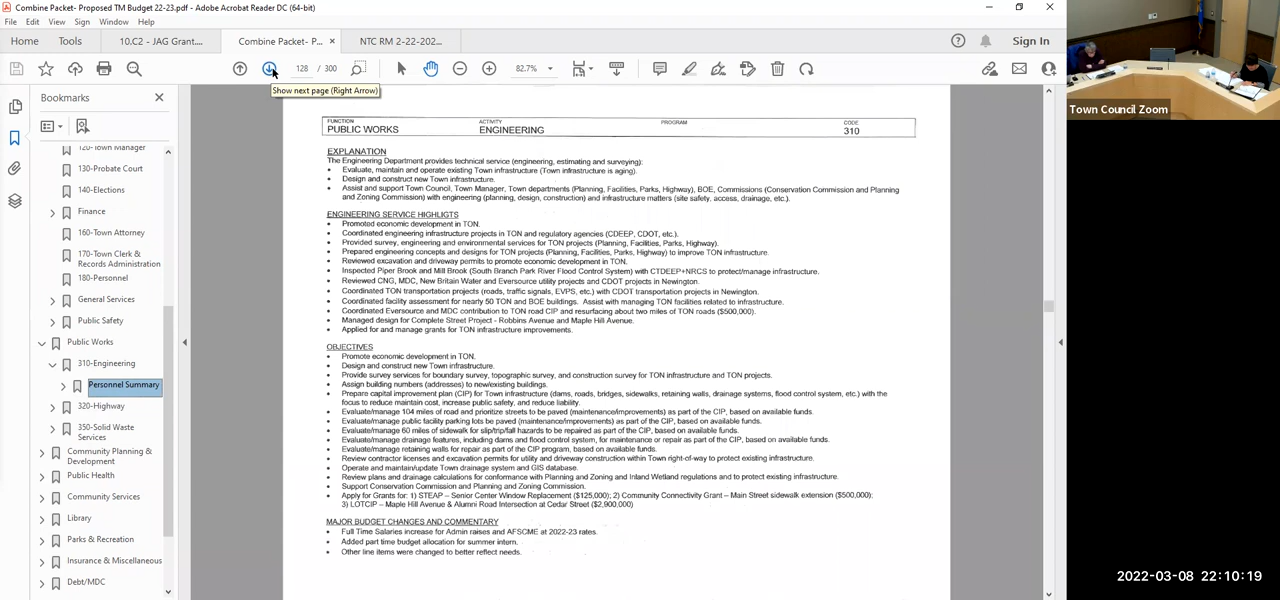 Combine Packet- Proposed TM Budget 22-23.pdf - Adobe Acrobat Reader DC (64-bit)
File Edit View Sign Window Help
Home Tools 10.C2 - JAG Grant.... Combine Packet- P... × NTC RM 2-22-202... Sign In
128 / 300 82.7%
Show next page (Right Arrow)
Bookmarks
120-Town Manager
130-Probate Court
140-Elections
Finance
160-Town Attorney
170-Town Clerk &
Records Administration
180-Personnel
General Services
Public Safety
Public Works
310-Engineering
Personnel Summary
320-Highway
350-Solid Waste
Services
Community Planning &
Development
Public Health
Community Services
Library
Parks & Recreation
Insurance & Miscellaneous
Debt/MDC
FUNCTION ACTIVITY PROGRAM CODE
PUBLIC WORKS ENGINEERING 310
EXPLANATION
The Engineering Department provides technical service (engineering, estimating and surveying):
• Evaluate, maintain and operate existing Town infrastructure (Town infrastructure is aging).
• Design and construct new Town infrastructure.
• Assist and support Town Council, Town Manager, Town departments (Planning, Facilities, Parks, Highway), BOE, Commissions (Conservation Commission and Planning
and Zoning Commission) with engineering (planning, design, construction) and infrastructure matters (site safety, access, drainage, etc.).
ENGINEERING SERVICE HIGHLIGTS
• Promoted economic development in TON.
• Coordinated engineering infrastructure projects in TON and regulatory agencies (CDEEP, CDOT, etc.).
• Provided survey, engineering and environmental services for TON projects (Planning, Facilities, Parks, Highway).
• Prepared engineering concepts and designs for TON projects (Planning, Facilities, Parks, Highway) to improve TON infrastructure.
• Reviewed excavation and driveway permits to promote economic development in TON.
• Inspected Piper Brook and Mill Brook (South Branch Park River Flood Control System) with CTDEEP+NRCS to protect/manage infrastructure.
• Reviewed CNG, MDC, New Britain Water and Eversource utility projects and CDOT projects in Newington.
• Coordinated TON transportation projects (roads, traffic signals, EVPS, etc.) with CDOT transportation projects in Newington.
• Coordinated facility assessment for nearly 50 TON and BOE buildings. Assist with managing TON facilities related to infrastructure.
• Coordinated Eversource and MDC contribution to TON road CIP and resurfacing about two miles of TON roads ($500,000).
• Managed design for Complete Street Project - Robbins Avenue and Maple Hill Avenue.
• Applied for and manage grants for TON infrastructure improvements.
OBJECTIVES
• Promote economic development in TON.
• Design and construct new Town infrastructure.
• Provide survey services for boundary survey, topographic survey, and construction survey for TON infrastructure and TON projects.
• Assign building numbers (addresses) to new/existing buildings.
• Prepare capital improvement plan (CIP) for Town infrastructure (dams, roads, bridges, sidewalks, retaining walls, drainage systems, flood control system, etc.) with the
focus to reduce maintain cost, increase public safety, and reduce liability.
• Evaluate/manage 104 miles of road and prioritize streets to be paved (maintenance/improvements) as part of the CIP, based on available funds.
• Evaluate/manage public facility parking lots be paved (maintenance/improvements) as part of the CIP, based on available funds.
• Evaluate/manage 60 miles of sidewalk for slip/trip/fall hazards to be repaired as part of the CIP, based on available funds.
• Evaluate/manage drainage features, including dams and flood control system, for maintenance or repair as part of the CIP, based on available funds.
• Evaluate/manage retaining walls for repair as part of the CIP program, based on available funds.
• Review contractor licenses and excavation permits for utility and driveway construction within Town right-of-way to protect existing infrastructure.
• Operate and maintain/update Town drainage system and GIS database.
• Review plans and drainage calculations for conformance with Planning and Zoning and Inland Wetland regulations and to protect existing infrastructure.
• Support Conservation Commission and Planning and Zoning Commission.
• Apply for Grants for: 1) STEAP – Senior Center Window Replacement ($125,000); 2) Community Connectivity Grant – Main Street sidewalk extension ($500,000);
3) LOTCIP – Maple Hill Avenue & Alumni Road Intersection at Cedar Street ($2,900,000)
MAJOR BUDGET CHANGES AND COMMENTARY
• Full Time Salaries increase for Admin raises and AFSCME at 2022-23 rates.
• Added part time budget allocation for summer intern.
• Other line items were changed to better reflect needs.
Town Council Zoom
2022-03-08 22:10:19